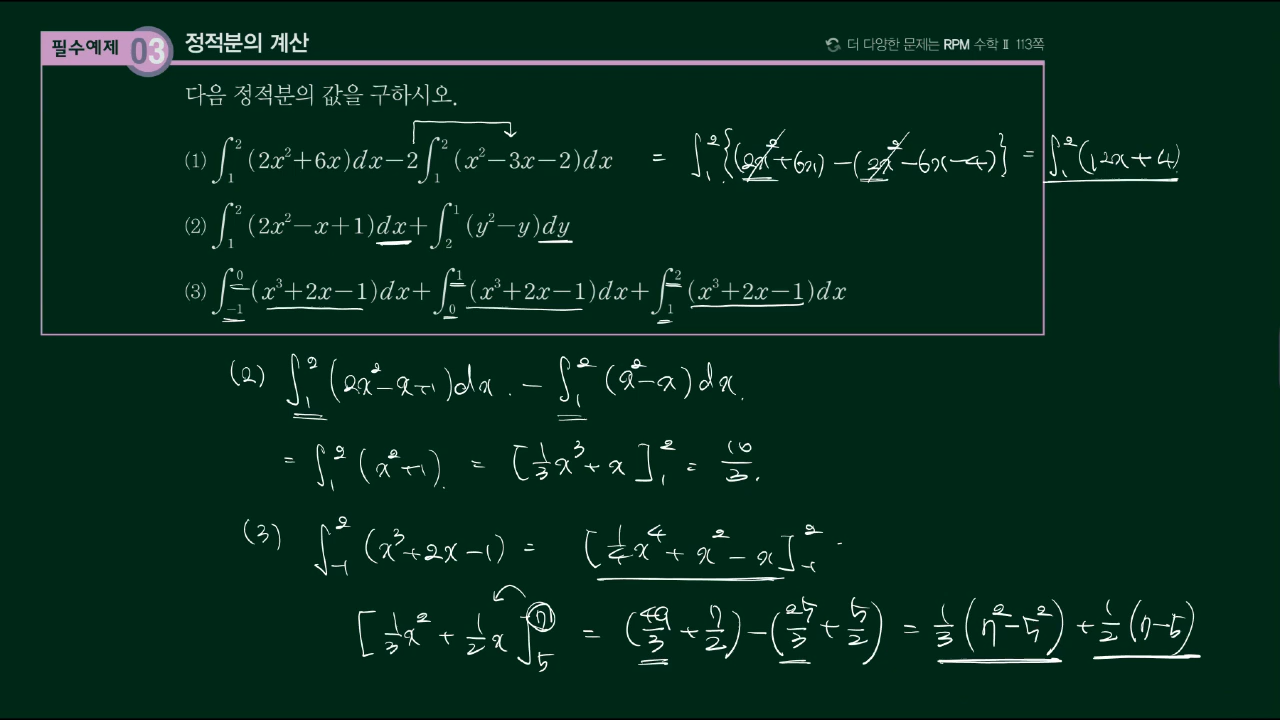 필수예제 03 정적분의 계산
더 다양한 문제는 RPM 수학 Ⅱ 113쪽
다음 정적분의 값을 구하시오.
(1) ∫₁² (2x²+6x)dx−2∫₁² (x²−3x−2)dx = ∫₁² {(2x²+6x)−(2x²−6x−4)} = ∫₁² (12x+4)
(2) ∫₁² (2x²−x+1)dx+∫₂¹ (y²−y)dy
(3) ∫₋₁⁰ (x³+2x−1)dx+∫₀¹ (x³+2x−1)dx+∫₁² (x³+2x−1)dx
(2) ∫₁² (2x²−x+1)dx − ∫₁² (x²−x)dx
= ∫₁² (x²+1) = [1/3 x³+x]₁² = 10/3.
(3) ∫₋₁² (x³+2x−1) = [1/4 x⁴+x²−x]₋₁²
[1/3 x²+1/2 x]₅⁷ = (49/3+7/2)−(25/3+5/2) = 1/3(7²−5²)+1/2(7−5)